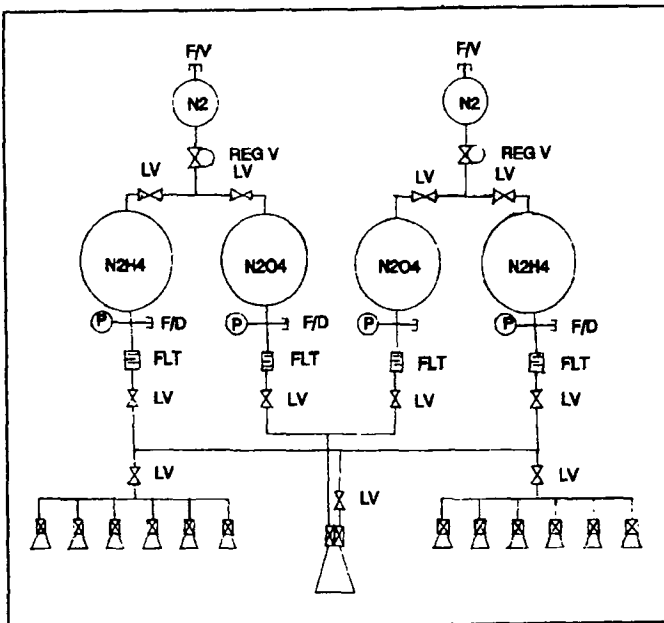 F/V F/V
N2 N2
REG V REG V
LV LV LV LV
N2H4 N2O4 N2O4 N2H4
P F/D P F/D P P F/D
FLT FLT FLT FLT
LV LV LV LV
LV LV LV